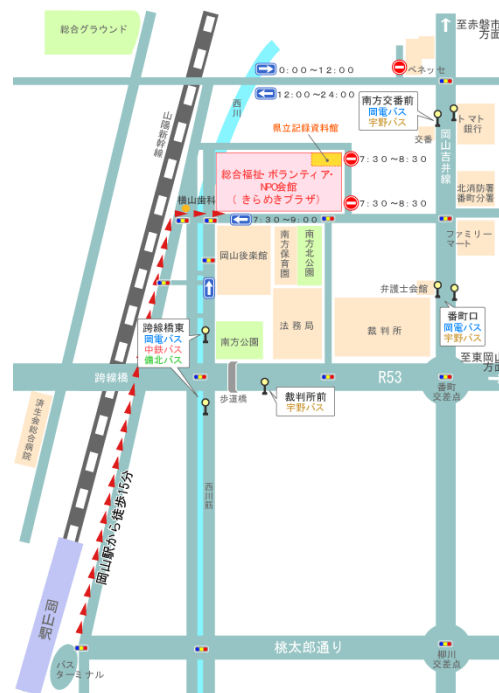 総合グラウンド
至赤磐市
方面
ベネッセ
0:00〜12:00
12:00〜24:00
西川
山陽新幹線
南方交番前
岡電バス
宇野バス
トマト
銀行
交番
岡山吉井線
県立記録資料館
7:30〜8:30
総合福祉・ボランティア・
NPO会館
(きらめきプラザ)
北消防署
番町分署
7:30〜8:30
横山歯科
7:30〜9:00
岡山後楽館
南方保育園
南方北公園
ファミリー
マート
弁護士会館
跨線橋東
岡電バス
中鉄バス
備北バス
南方公園
法務局
裁判所
番町口
岡電バス
宇野バス
至東岡山
方面
跨線橋
R53
歩道橋
裁判所前
宇野バス
番町
交差点
済生会総合病院
岡山駅から徒歩15分
西川筋
岡山駅
桃太郎通り
バス
ターミナル
柳川
交差点